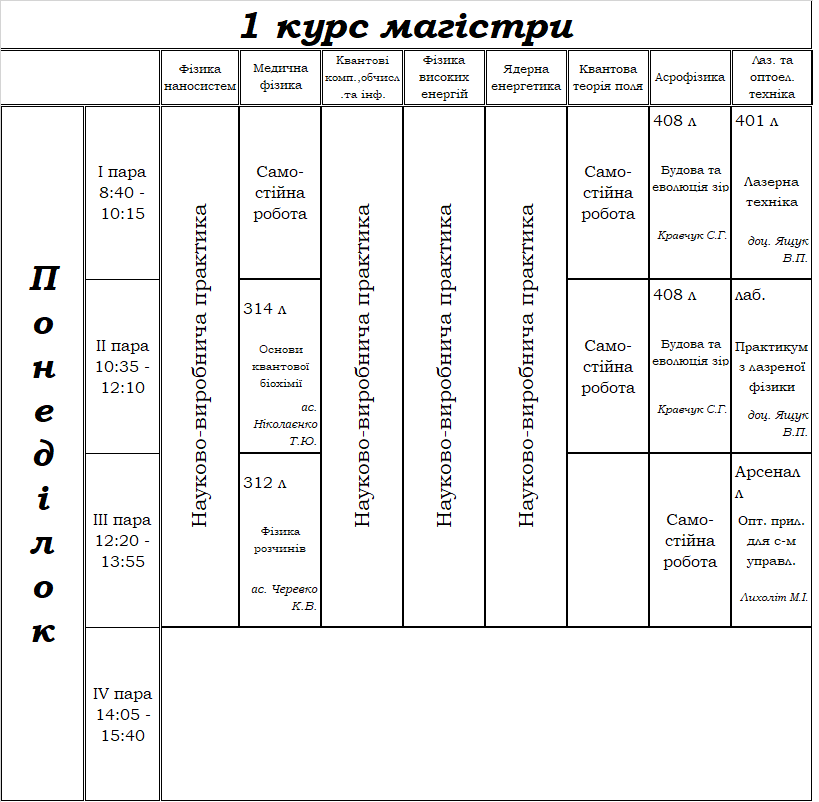 1 курс магістри
Фізика
наносистем
Медична
фізика
Квантові
комп.,обчисл
.та інф.
Фізика
високих
енергій
Ядерна
енергетика
Квантова
теорія поля
Асрофізика
Лаз. та
оптоел.
техніка
Понеділок
І пара
8:40 -
10:15
Науково-виробнича практика
Само-
стійна
робота
Науково-виробнича практика
Науково-виробнича практика
Науково-виробнича практика
Само-
стійна
робота
408 л
Будова та
еволюція зір
Кравчук С.Г.
401 л
Лазерна
техніка
доц. Ящук
В.П.
ІІ пара
10:35 -
12:10
314 л
Основи
квантової
біохімії
ас.
Ніколаєнко
Т.Ю.
Само-
стійна
робота
408 л
Будова та
еволюція зір
Кравчук С.Г.
лаб.
Практикум
з лазреної
фізики
доц. Ящук
В.П.
ІІІ пара
12:20 -
13:55
312 л
Фізика
розчинів
ас. Черевко
К.В.
Само-
стійна
робота
Арсенал
л
Опт. прил.
для с-м
управл.
Лихоліт М.І.
IV пара
14:05 -
15:40